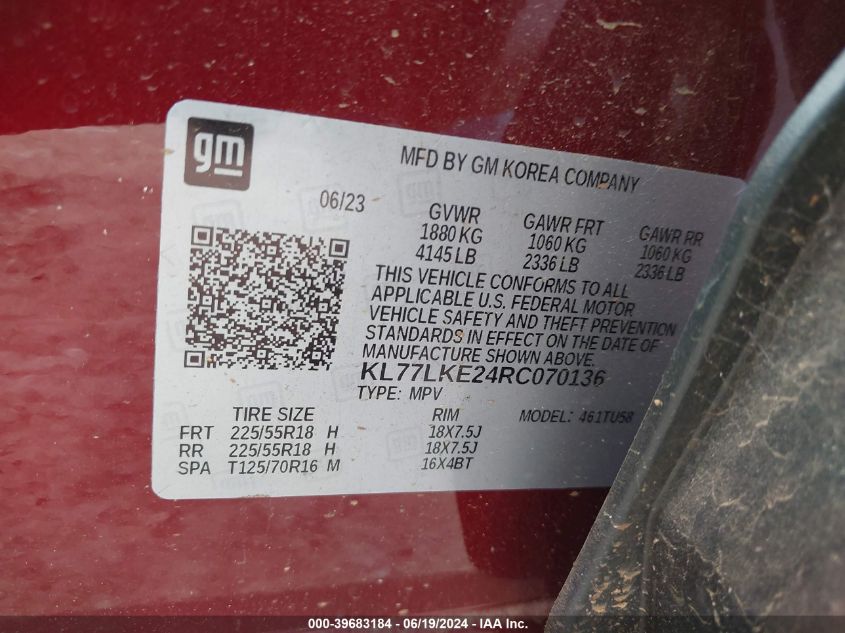 gm
MFD BY GM KOREA COMPANY
06/23
GVWR GAWR FRT GAWR RR
1880 KG 1060 KG 1060 KG
4145 LB 2336 LB 2336 LB
THIS VEHICLE CONFORMS TO ALL
APPLICABLE U.S. FEDERAL MOTOR
VEHICLE SAFETY AND THEFT PREVENTION
STANDARDS IN EFFECT ON THE DATE OF
MANUFACTURE SHOWN ABOVE.
KL77LKE24RC070136
TYPE: MPV MODEL: 461TU58
TIRE SIZE RIM
FRT 225/55R18 H 18X7.5J
RR 225/55R18 H 18X7.5J
SPA T125/70R16 M 16X4BT
000-39683184 - 06/19/2024 - IAAI.COM